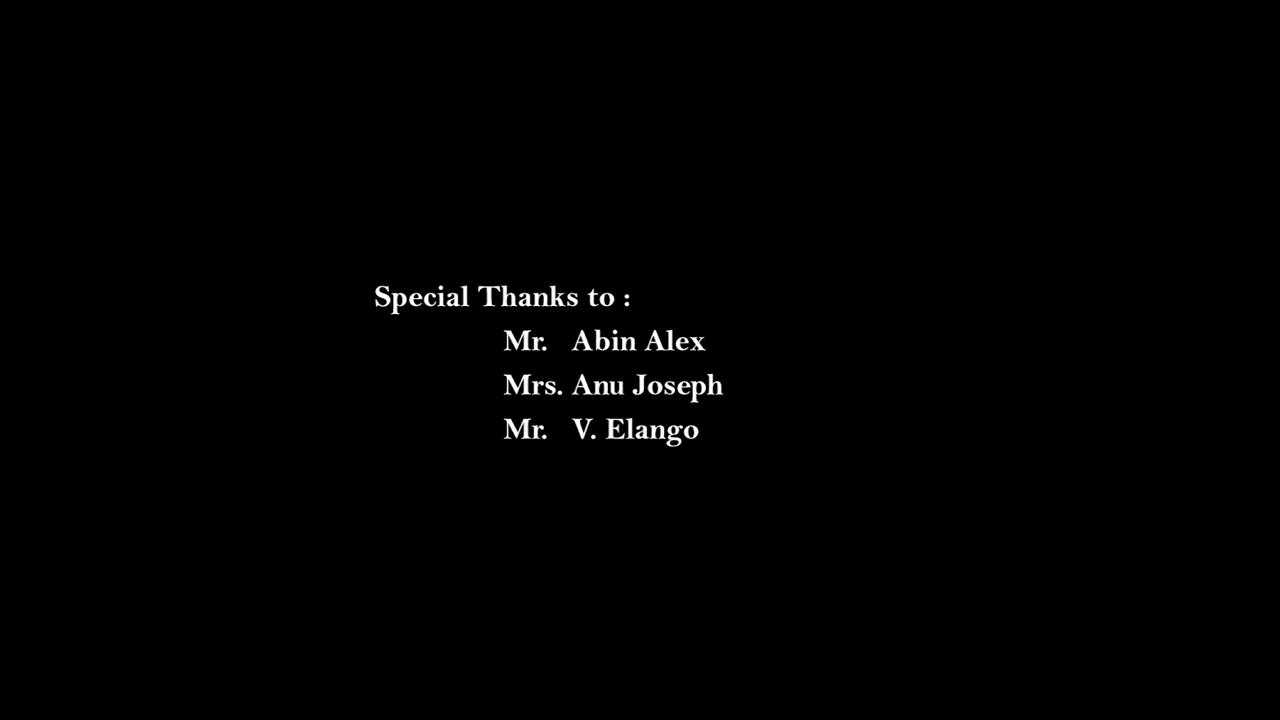 Special Thanks to :
Mr. Abin Alex
Mrs. Anu Joseph
Mr. V. Elango